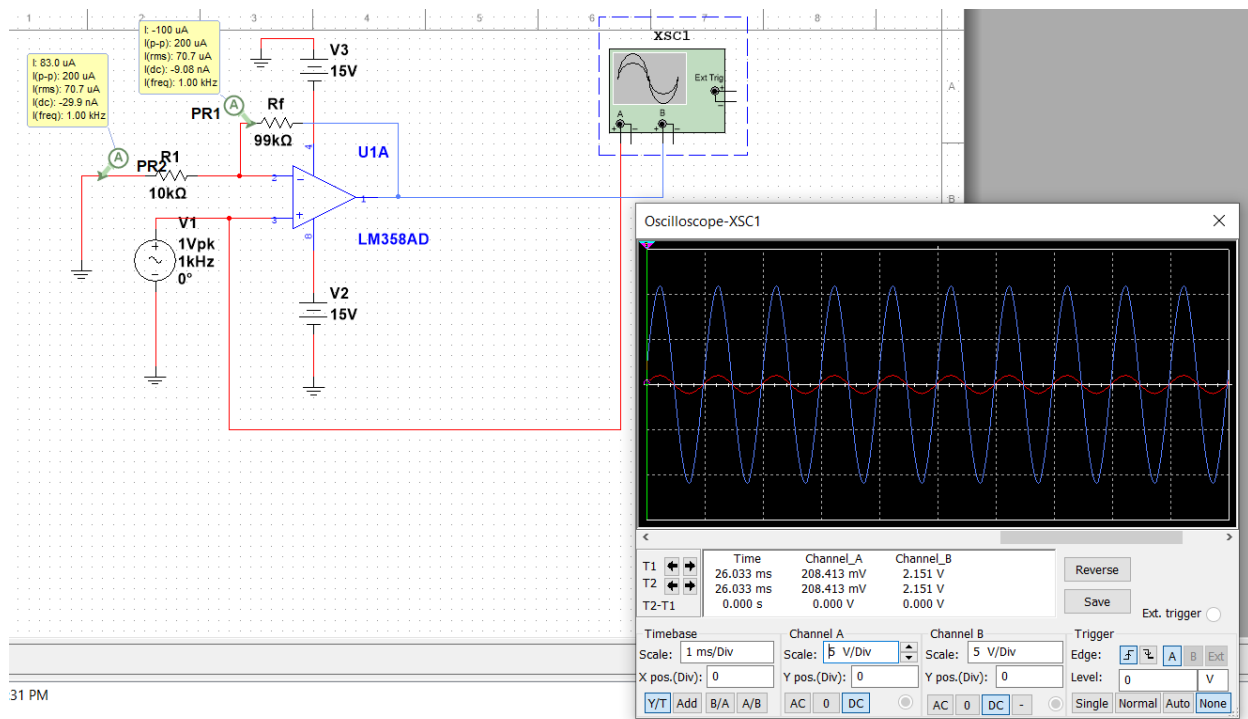 1 2 3 4 5 6 7 8
I: 83.0 uA
I(p-p): 200 uA
I(rms): 70.7 uA
I(dc): -29.9 nA
I(freq): 1.00 kHz
I: -100 uA
I(p-p): 200 uA
I(rms): 70.7 uA
I(dc): -9.08 nA
I(freq): 1.00 kHz
A
A
PR1
PR2
Rf
99kΩ
R1
10kΩ
V3
15V
4
U1A
2
3
1
8
LM358AD
V1
1Vpk
1kHz
0°
V2
15V
XSC1
Ext Trig
A B
A
B
Oscilloscope-XSC1
Time Channel_A Channel_B
T1 26.033 ms 208.413 mV 2.151 V
T2 26.033 ms 208.413 mV 2.151 V
T2-T1 0.000 s 0.000 V 0.000 V
Reverse
Save
Ext. trigger
Timebase
Scale: 1 ms/Div
X pos.(Div): 0
Y/T Add B/A A/B
Channel A
Scale: 5 V/Div
Y pos.(Div): 0
AC 0 DC
Channel B
Scale: 5 V/Div
Y pos.(Div): 0
AC 0 DC -
Trigger
Edge: A B Ext
Level: 0 V
Single Normal Auto None
31 PM